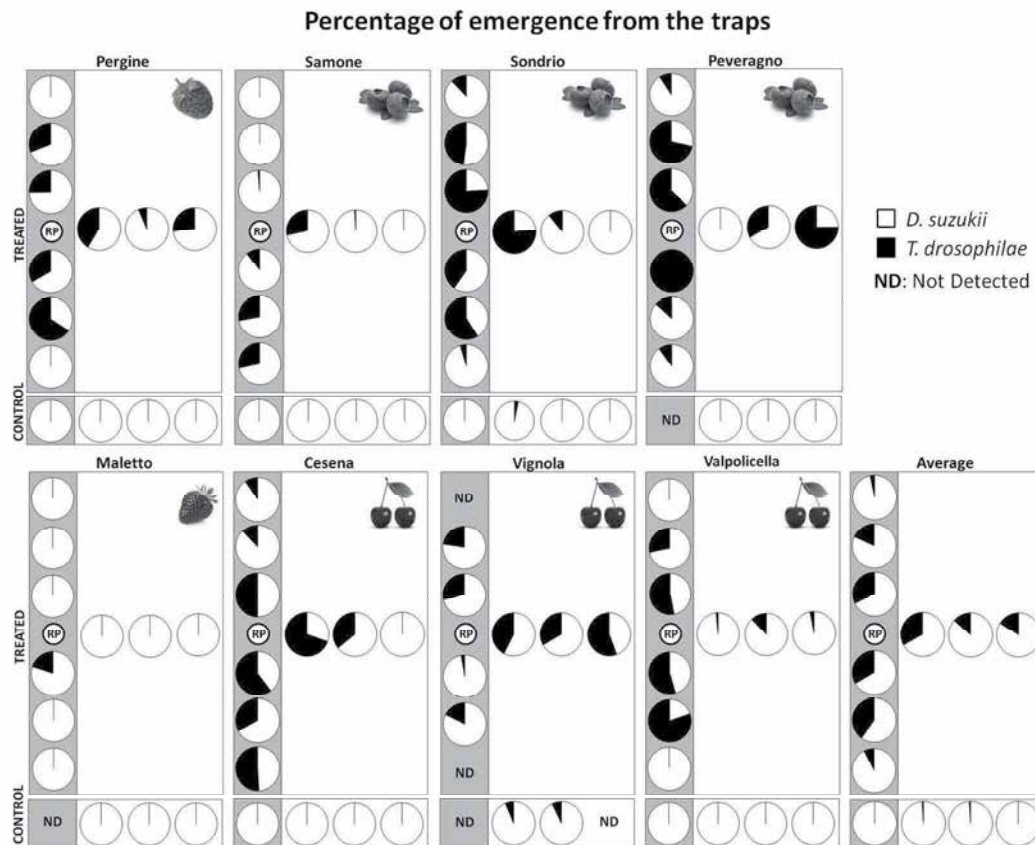 Percentage of emergence from the traps
Pergine
Samone
Sondrio
Peveragno
TREATED
RP
RP
RP
RP
D. suzukii
T. drosophilae
ND: Not Detected
CONTROL
ND
Maletto
Cesena
Vignola
Valpolicella
Average
ND
TREATED
RP
RP
RP
RP
RP
ND
CONTROL
ND
ND
ND